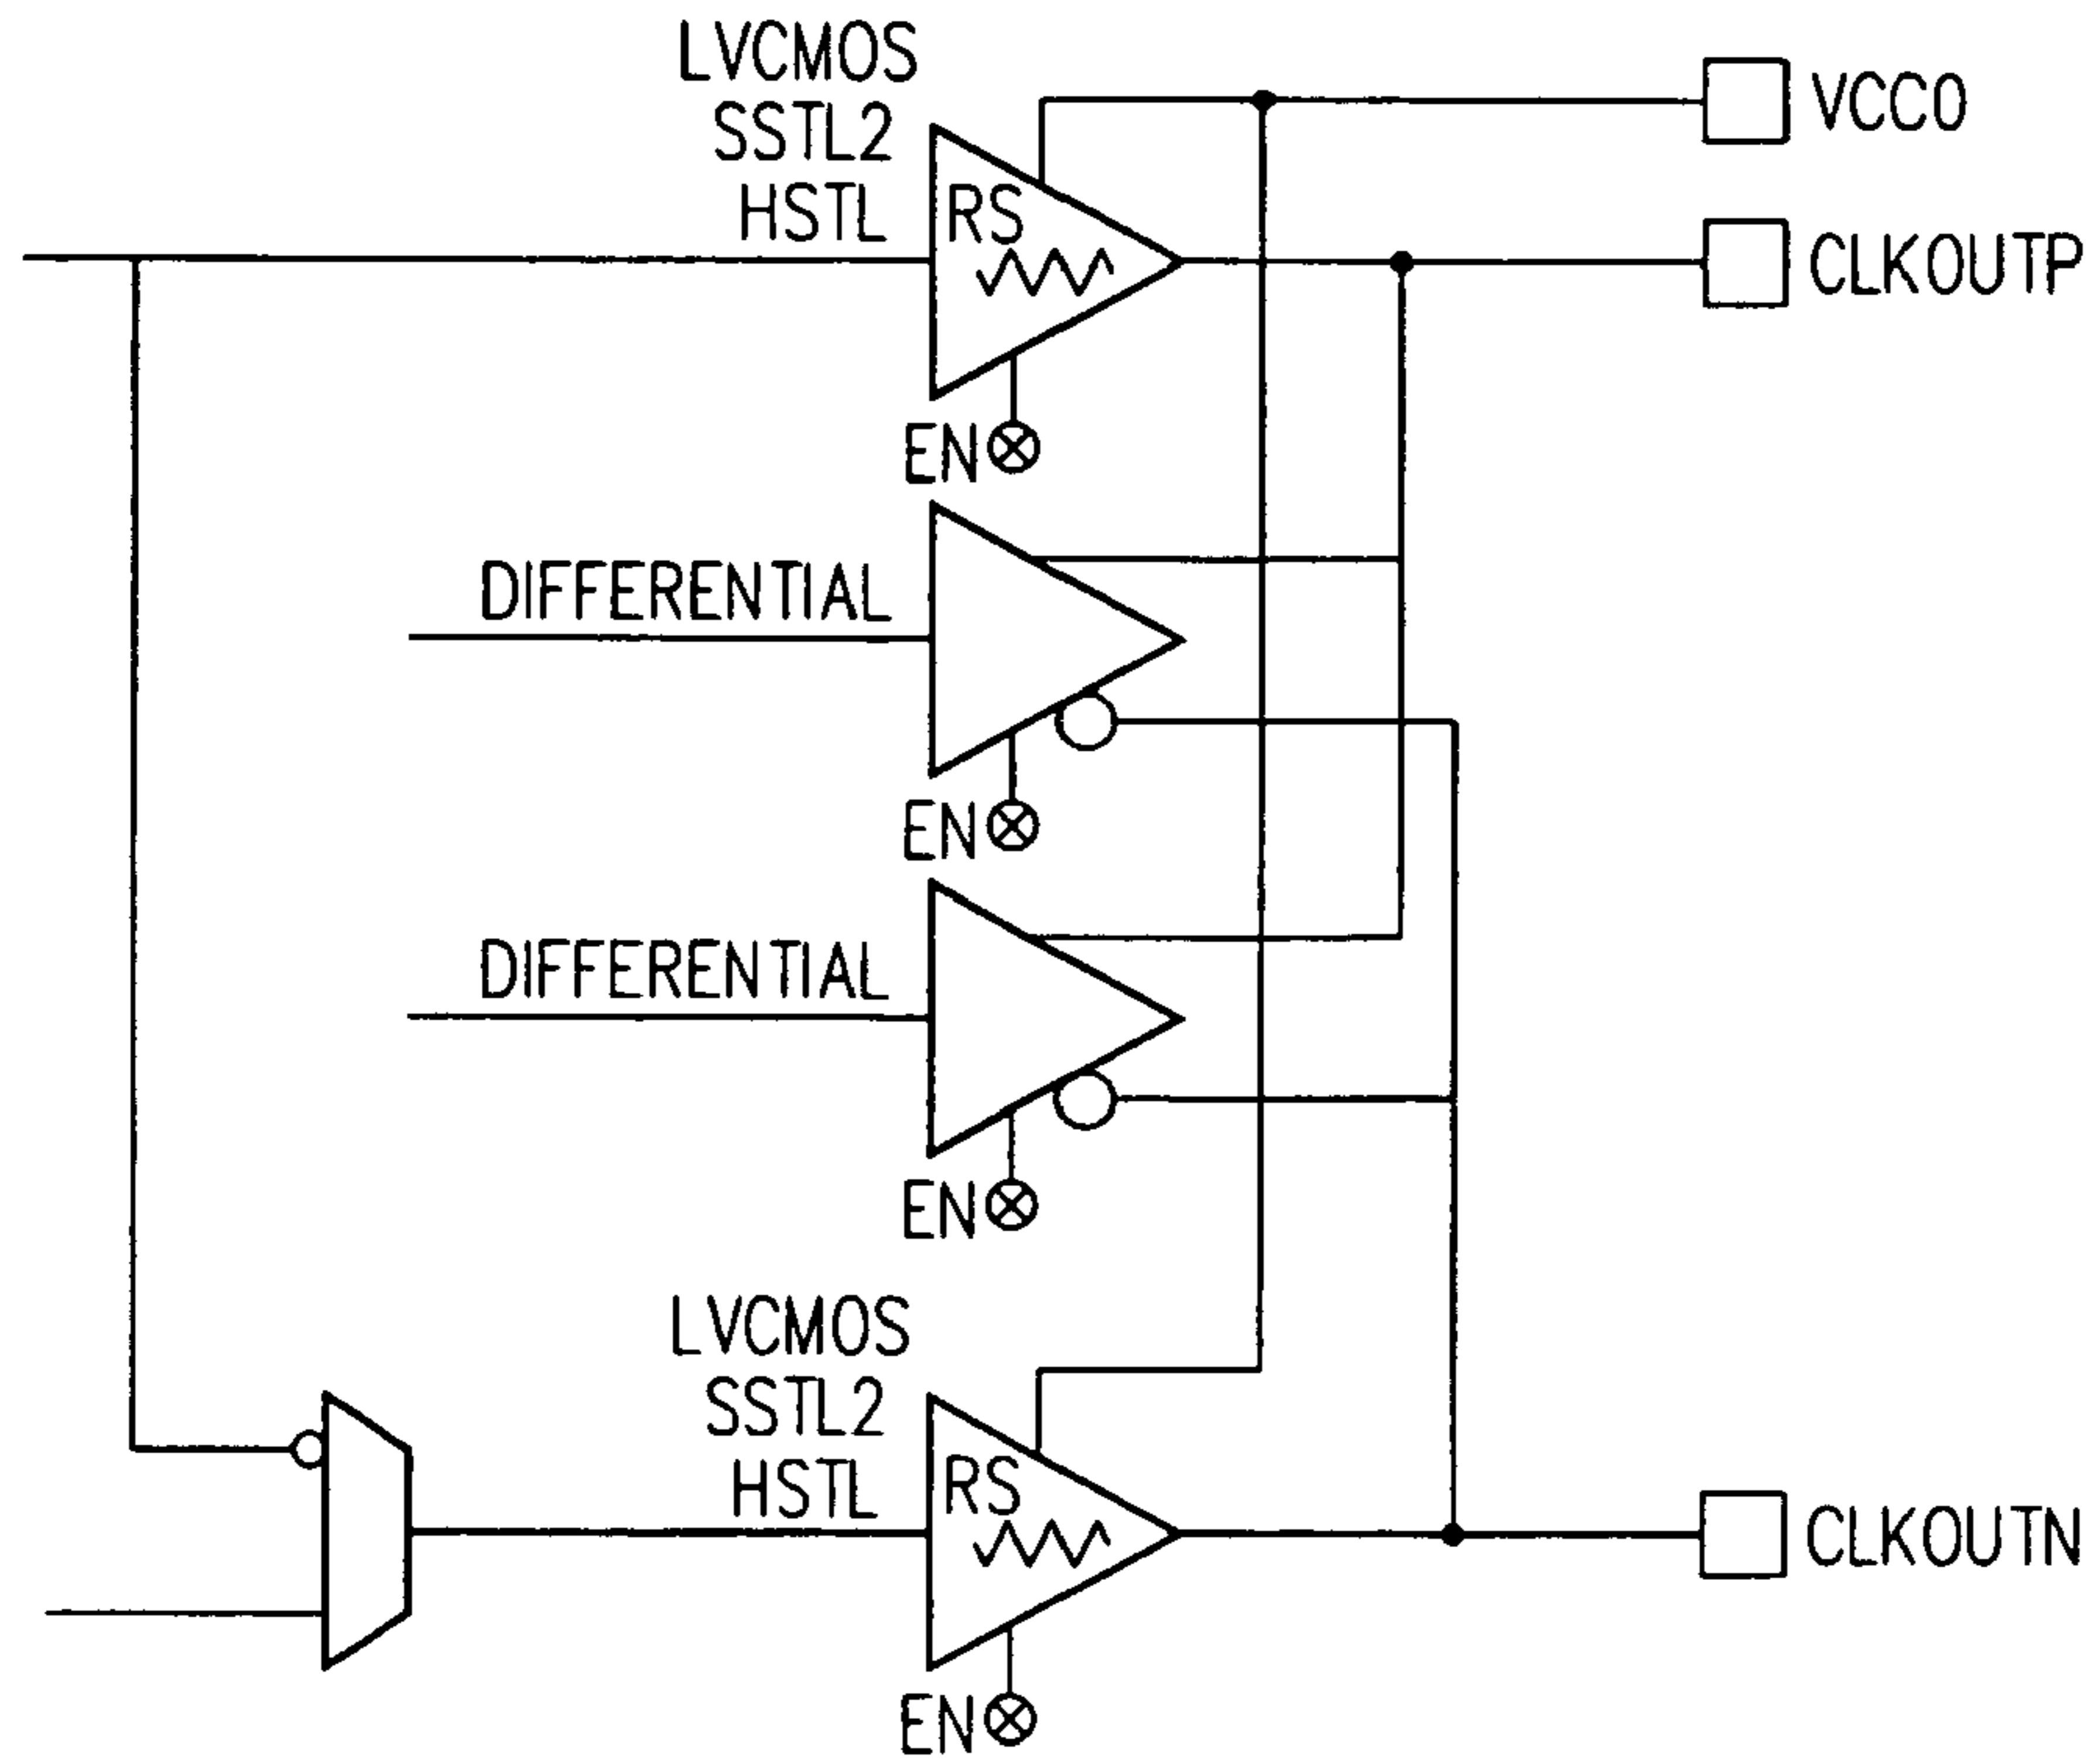 LVCMOS
SSTL2
HSTL
RS
EN
VCCO
CLKOUTP
DIFFERENTIAL
EN
DIFFERENTIAL
EN
LVCMOS
SSTL2
HSTL
RS
EN
CLKOUTN